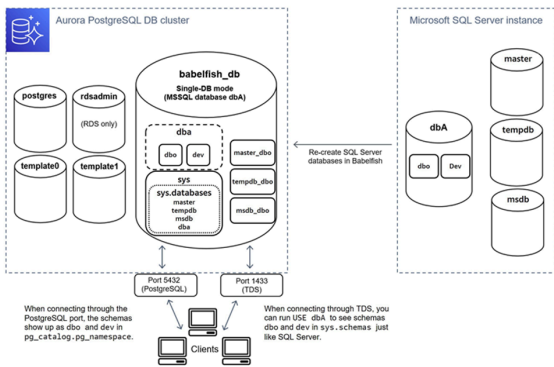 Aurora PostgreSQL DB cluster
Microsoft SQL Server instance
babelfish_db
Single-DB mode
(MSSQL database dbA)
postgres
rdsadmin
(RDS only)
template0
template1
dba
dbo
dev
sys
sys.databases
master
tempdb
msdb
dba
master_dbo
tempdb_dbo
msdb_dbo
Re-create SQL Server
databases in Babelfish
dbA
dbo
Dev
master
tempdb
msdb
Port 5432
(PostgreSQL)
Port 1433
(TDS)
When connecting through the
PostgreSQL port, the schemas
show up as dbo and dev in
pg_catalog.pg_namespace.
When connecting through TDS, you
can run USE dbA to see schemas
dbo and dev in sys.schemas just
like SQL Server.
Clients